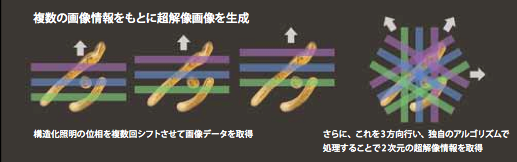 複数の画像情報をもとに超解像画像を生成
構造化照明の位相を複数回シフトさせて画像データを取得
さらに、これを3方向行い、独自のアルゴリズムで
処理することで2次元の超解像情報を取得